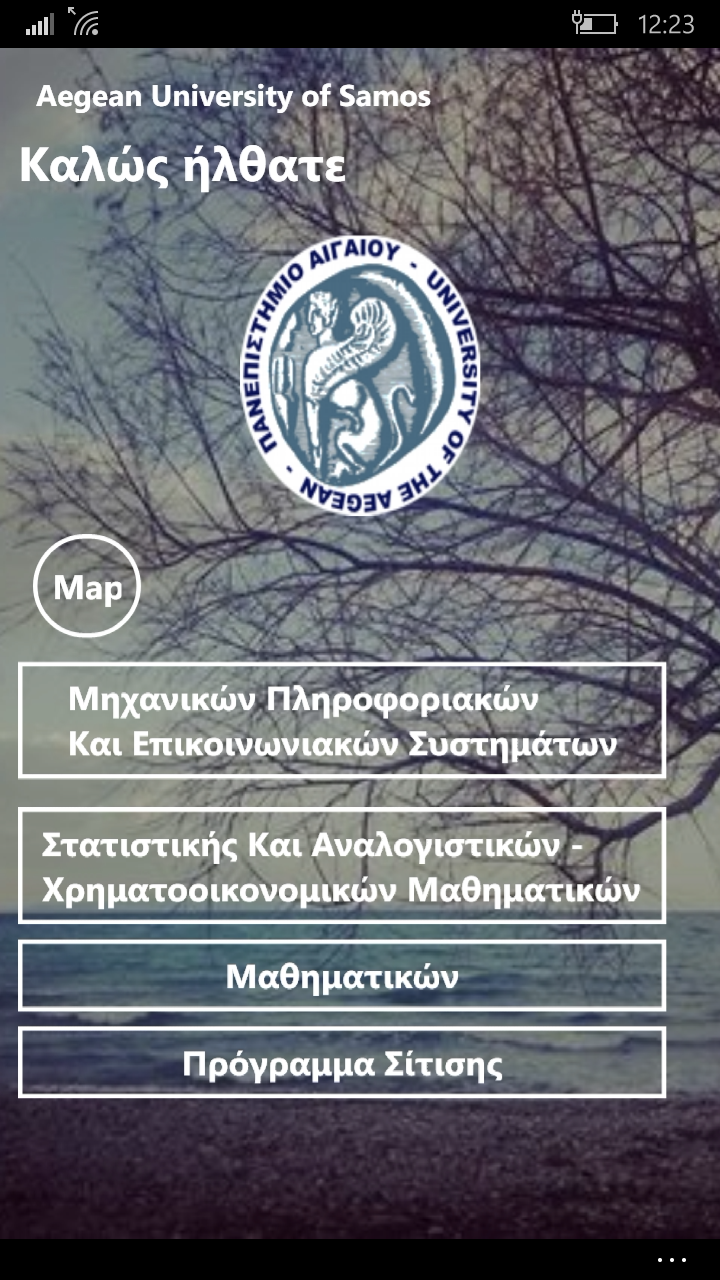 12:23
Aegean University of Samos
Καλώς ήλθατε
ΠΑΝΕΠΙΣΤΗΜΙΟ ΑΙΓΑΙΟΥ - UNIVERSITY OF THE AEGEAN -
Map
Μηχανικών Πληροφοριακών
Και Επικοινωνιακών Συστημάτων
Στατιστικής Και Αναλογιστικών -
Χρηματοοικονομικών Μαθηματικών
Μαθηματικών
Πρόγραμμα Σίτισης